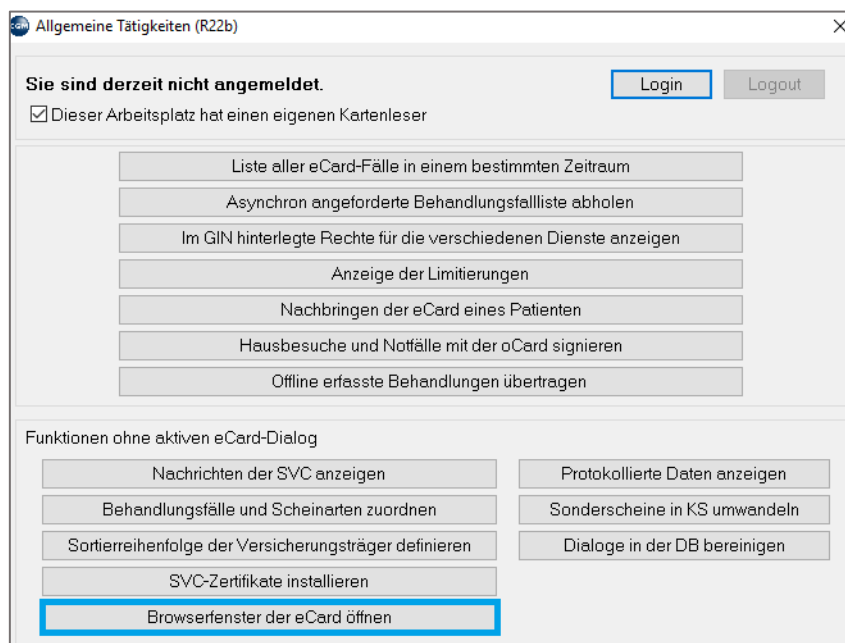 CGM Allgemeine Tätigkeiten (R22b)
Sie sind derzeit nicht angemeldet.
Login Logout
Dieser Arbeitsplatz hat einen eigenen Kartenleser
Liste aller eCard-Fälle in einem bestimmten Zeitraum
Asynchron angeforderte Behandlungsfallliste abholen
Im GIN hinterlegte Rechte für die verschiedenen Dienste anzeigen
Anzeige der Limitierungen
Nachbringen der eCard eines Patienten
Hausbesuche und Notfälle mit der oCard signieren
Offline erfasste Behandlungen übertragen
Funktionen ohne aktiven eCard-Dialog
Nachrichten der SVC anzeigen
Protokollierte Daten anzeigen
Behandlungsfälle und Scheinarten zuordnen
Sonderscheine in KS umwandeln
Sortierreihenfolge der Versicherungsträger definieren
Dialoge in der DB bereinigen
SVC-Zertifikate installieren
Browserfenster der eCard öffnen